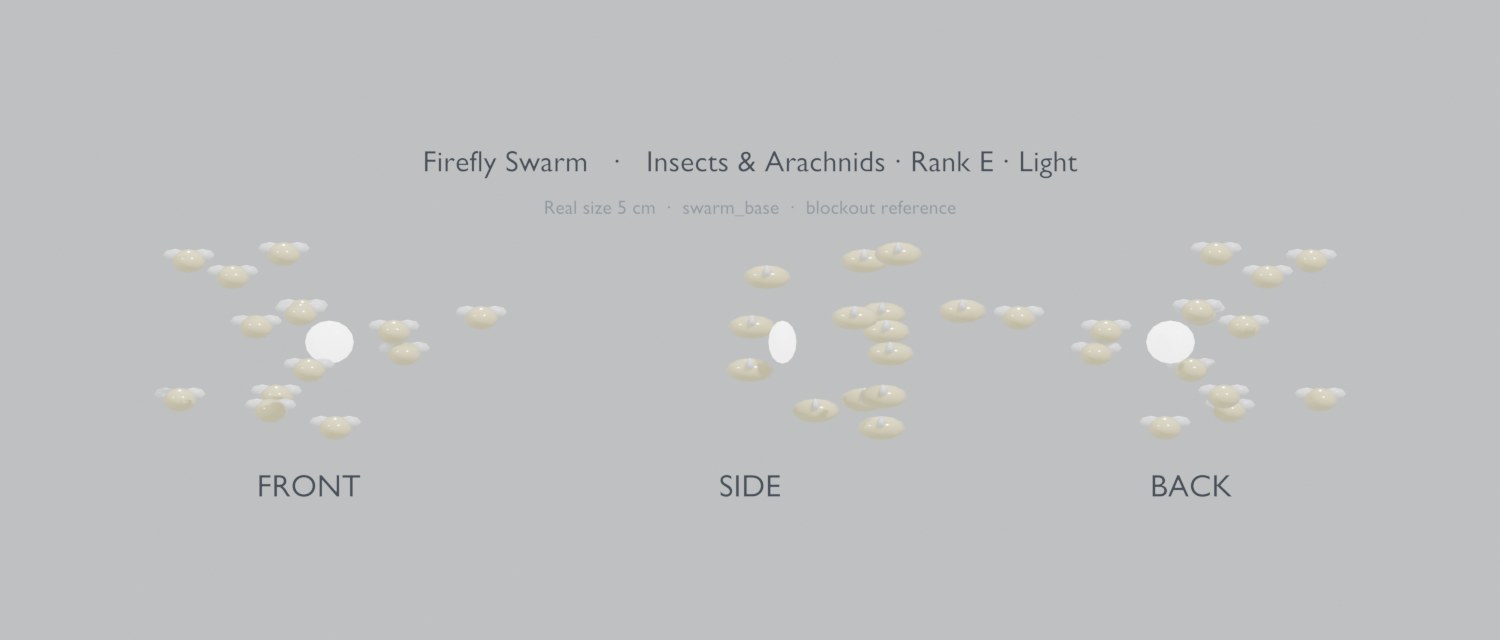 Firefly Swarm · Insects & Arachnids · Rank E · Light
Real size 5 cm · swarm_base · blockout reference
FRONT SIDE BACK